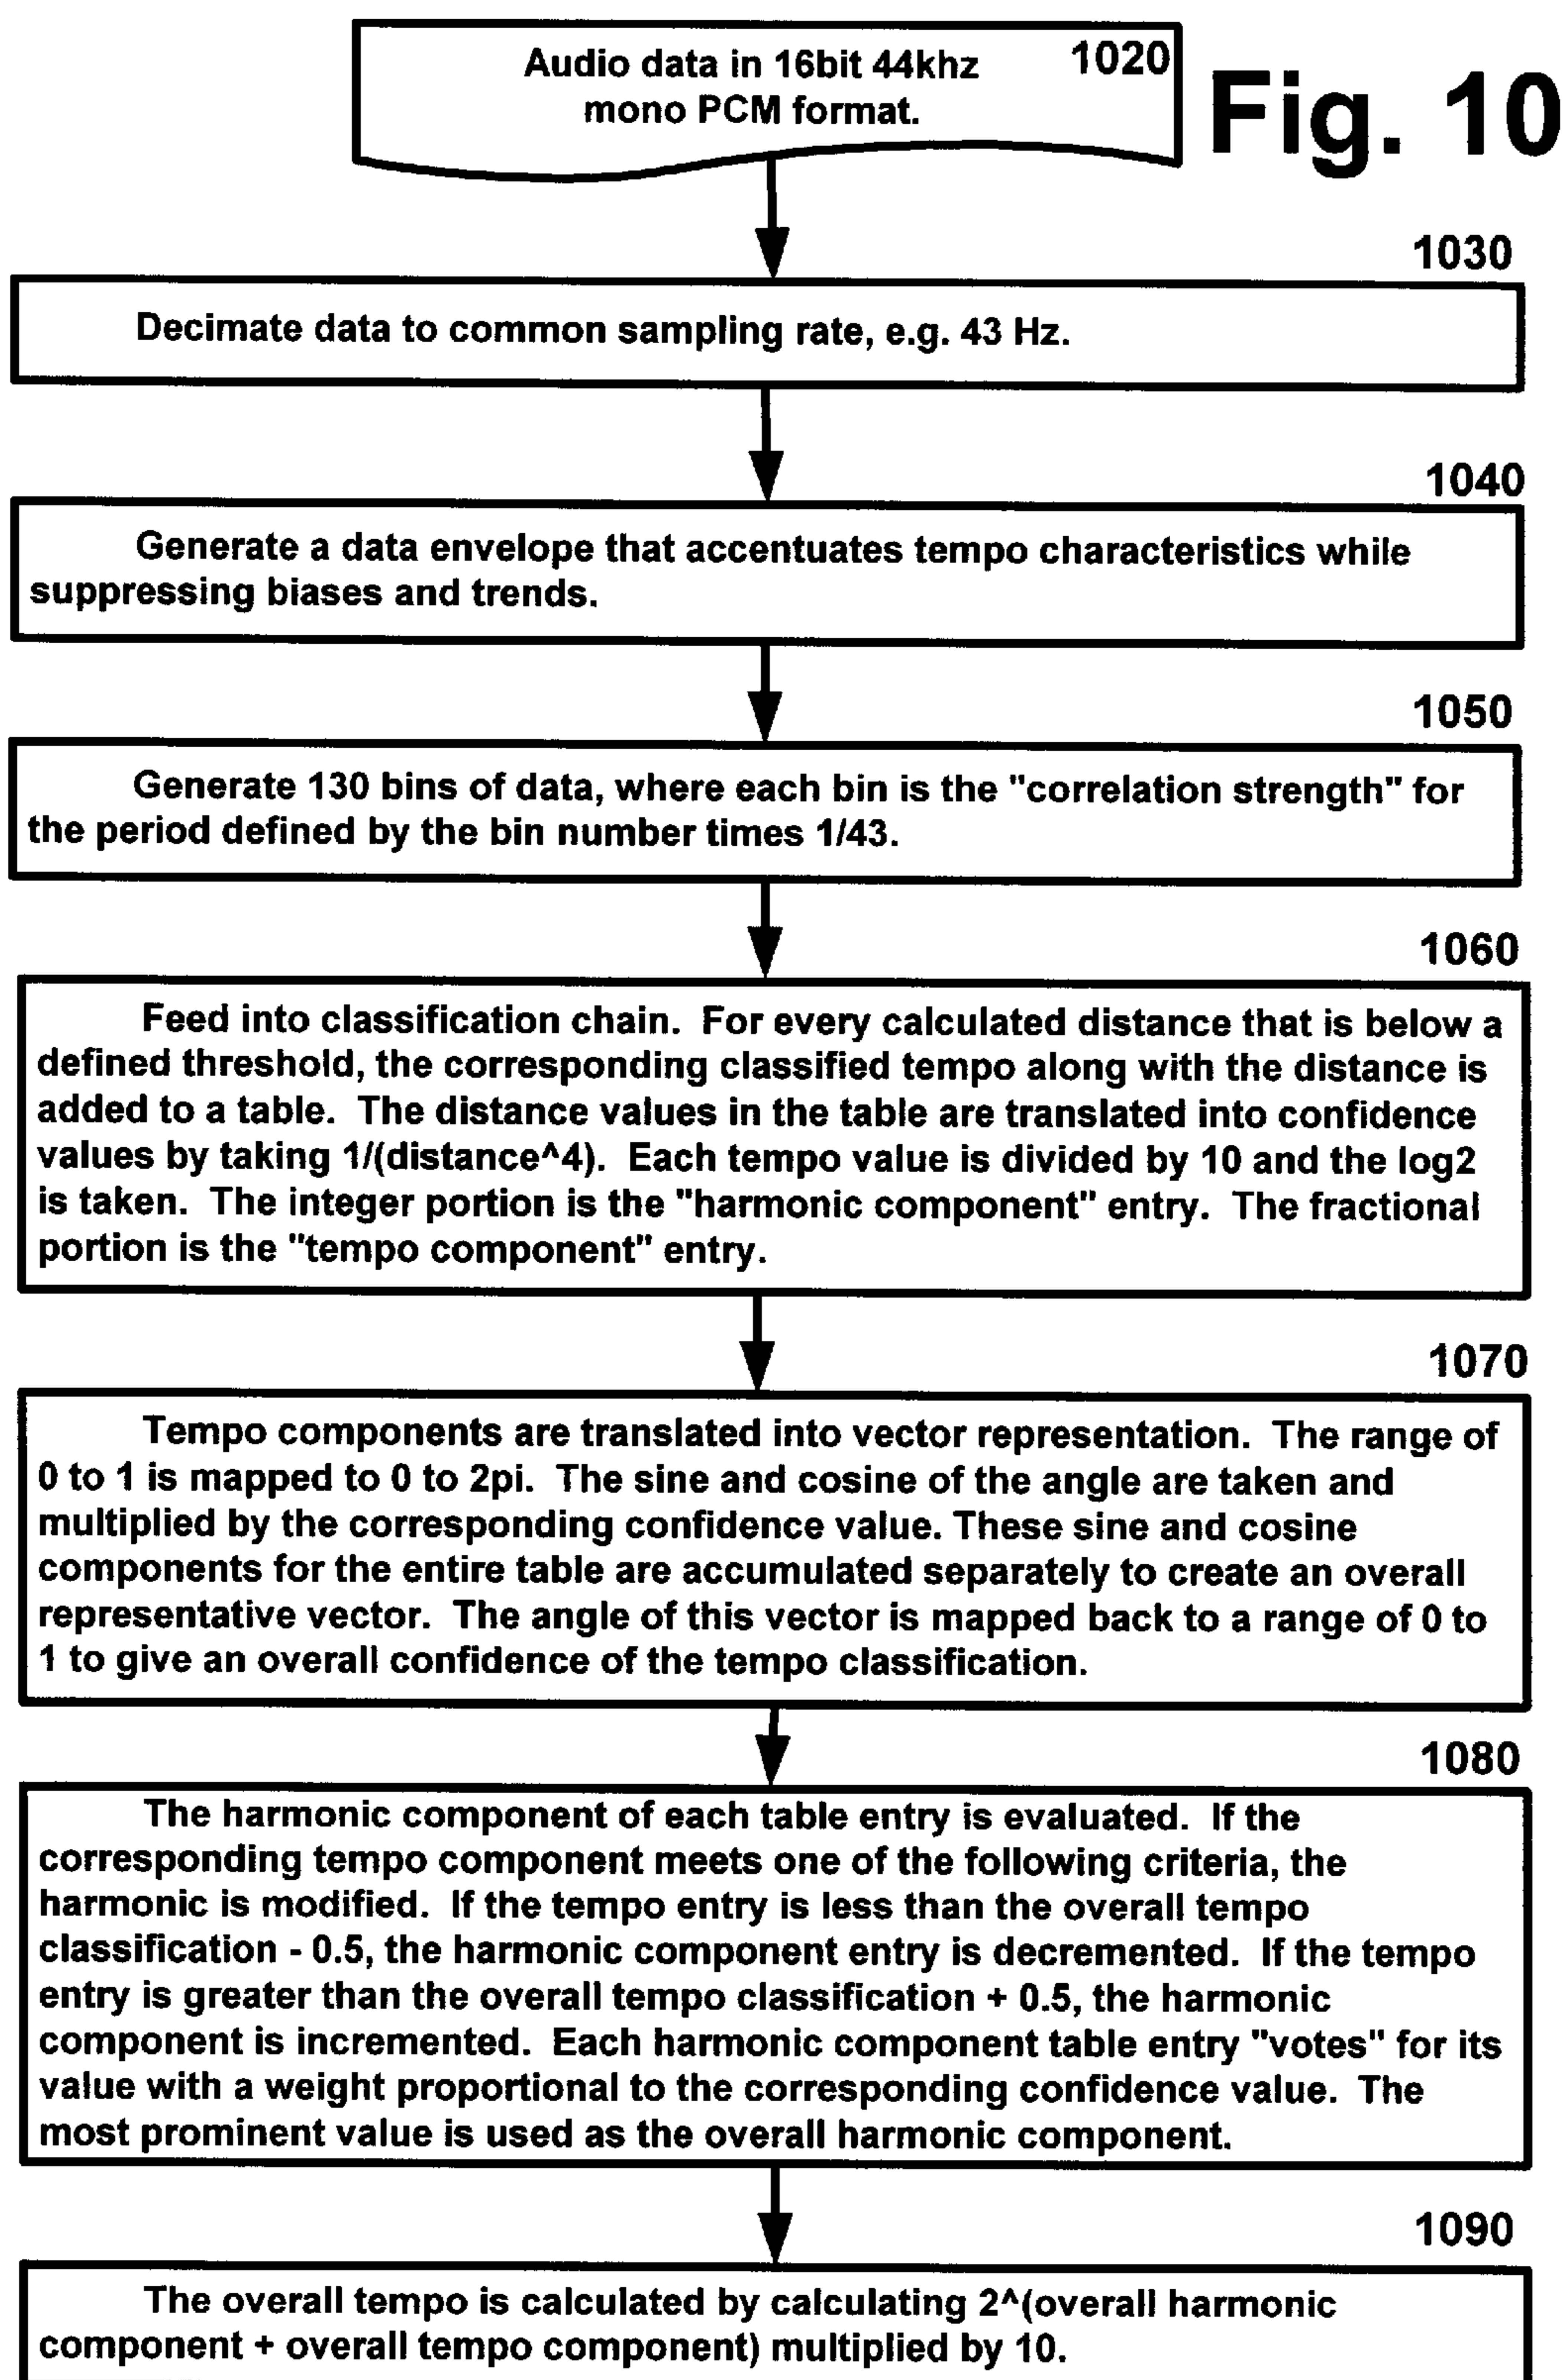 Audio data in 16bit 44khz
mono PCM format.
1020
Fig. 10
1030
Decimate data to common sampling rate, e.g. 43 Hz.
1040
Generate a data envelope that accentuates tempo characteristics while
suppressing biases and trends.
1050
Generate 130 bins of data, where each bin is the "correlation strength" for
the period defined by the bin number times 1/43.
1060
Feed into classification chain. For every calculated distance that is below a
defined threshold, the corresponding classified tempo along with the distance is
added to a table. The distance values in the table are translated into confidence
values by taking 1/(distance^4). Each tempo value is divided by 10 and the log2
is taken. The integer portion is the "harmonic component" entry. The fractional
portion is the "tempo component" entry.
1070
Tempo components are translated into vector representation. The range of
0 to 1 is mapped to 0 to 2pi. The sine and cosine of the angle are taken and
multiplied by the corresponding confidence value. These sine and cosine
components for the entire table are accumulated separately to create an overall
representative vector. The angle of this vector is mapped back to a range of 0 to
1 to give an overall confidence of the tempo classification.
1080
The harmonic component of each table entry is evaluated. If the
corresponding tempo component meets one of the following criteria, the
harmonic is modified. If the tempo entry is less than the overall tempo
classification - 0.5, the harmonic component entry is decremented. If the tempo
entry is greater than the overall tempo classification + 0.5, the harmonic
component is incremented. Each harmonic component table entry "votes" for its
value with a weight proportional to the corresponding confidence value. The
most prominent value is used as the overall harmonic component.
1090
The overall tempo is calculated by calculating 2^(overall harmonic
component + overall tempo component) multiplied by 10.